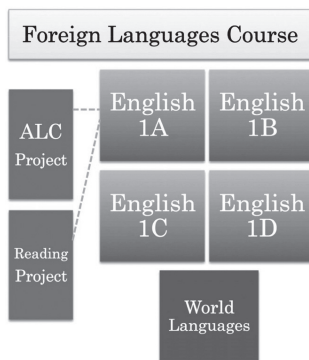 Foreign Languages Course
ALC
Project
English
1A
English
1B
Reading
Project
English
1C
English
1D
World
Languages